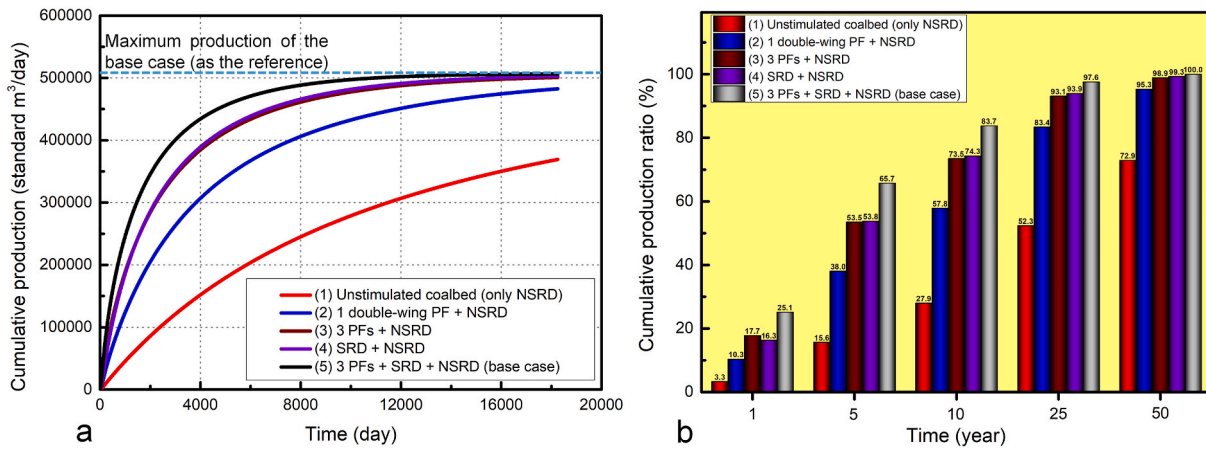 Cumulative production (standard m³/day)
500000
400000
300000
200000
100000
0
Maximum production of the
base case (as the reference)
(1) Unstimulated coalbed (only NSRD)
(2) 1 double-wing PF + NSRD
(3) 3 PFs + NSRD
(4) SRD + NSRD
(5) 3 PFs + SRD + NSRD (base case)
600000
0 4000 8000 12000 16000 20000
a Time (day)
Cumulative production ratio (%)
120
100
80
60
40
20
0
(1) Unstimulated coalbed (only NSRD)
(2) 1 double-wing PF + NSRD
(3) 3 PFs + NSRD
(4) SRD + NSRD
(5) 3 PFs + SRD + NSRD (base case)
3.3 10.3 17.7 16.3 25.1
15.6 38.0 53.5 53.8 65.7
27.9 57.8 73.5 74.3 83.7
52.3 83.4 93.1 93.9 97.6
72.9 95.3 98.9 99.3 100.0
1 5 10 25 50
b Time (year)